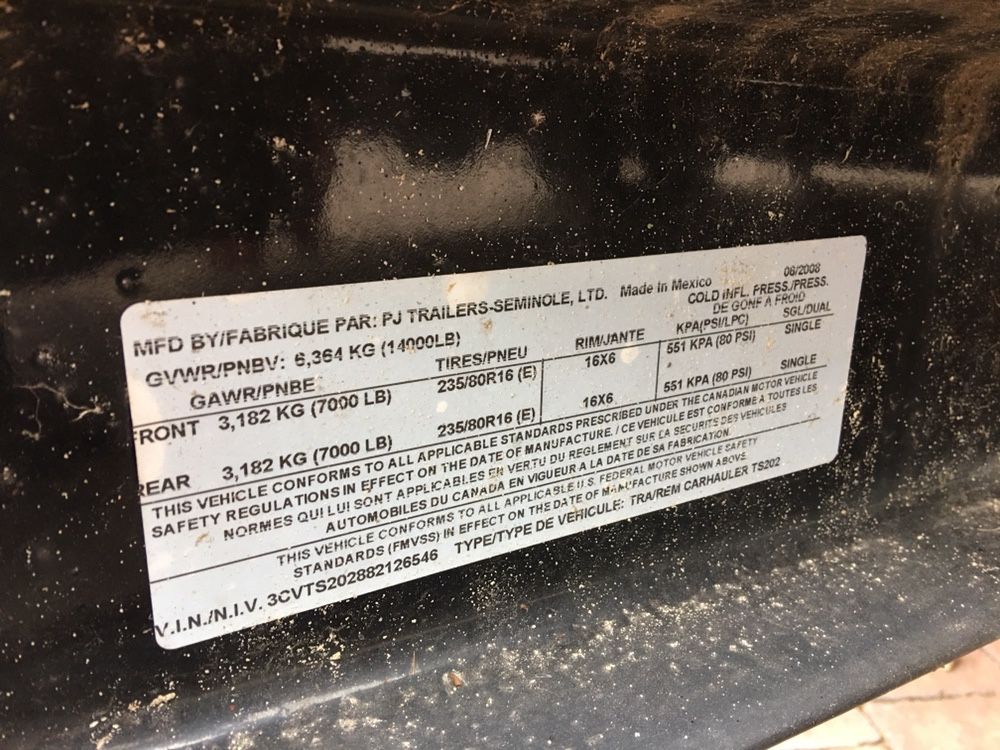 MFD BY/FABRIQUE PAR: PJ TRAILERS-SEMINOLE, LTD. Made in Mexico 06/2008
GVWR/PNBV: 6,364 KG (14000LB) COLD INFL. PRESS./PRESS.
DE GONF A FROID
GAWR/PNBE TIRES/PNEU RIM/JANTE KPA(PSI/LPC) SGL/DUAL
FRONT 3,182 KG (7000 LB) 235/80R16 (E) 16X6 551 KPA (80 PSI) SINGLE
REAR 3,182 KG (7000 LB) 235/80R16 (E) 16X6 551 KPA (80 PSI) SINGLE
THIS VEHICLE CONFORMS TO ALL APPLICABLE STANDARDS PRESCRIBED UNDER THE CANADIAN MOTOR VEHICLE
SAFETY REGULATIONS IN EFFECT ON THE DATE OF MANUFACTURE. / CE VEHICULE EST CONFORME A TOUTES LES
NORMES QUI LUI SONT APPLICABLES EN VERTU DU REGLEMENT SUR LA SECURITE DES VEHICULES
AUTOMOBILES DU CANADA EN VIGUEUR A LA DATE DE SA FABRICATION.
THIS VEHICLE CONFORMS TO ALL APPLICABLE U.S. FEDERAL MOTOR VEHICLE SAFETY
STANDARDS (FMVSS) IN EFFECT ON THE DATE OF MANUFACTURE SHOWN ABOVE.
V.I.N./N.I.V. 3CVTS202882126546 TYPE/TYPE DE VEHICULE: TRA/REM CARHAULER TS202